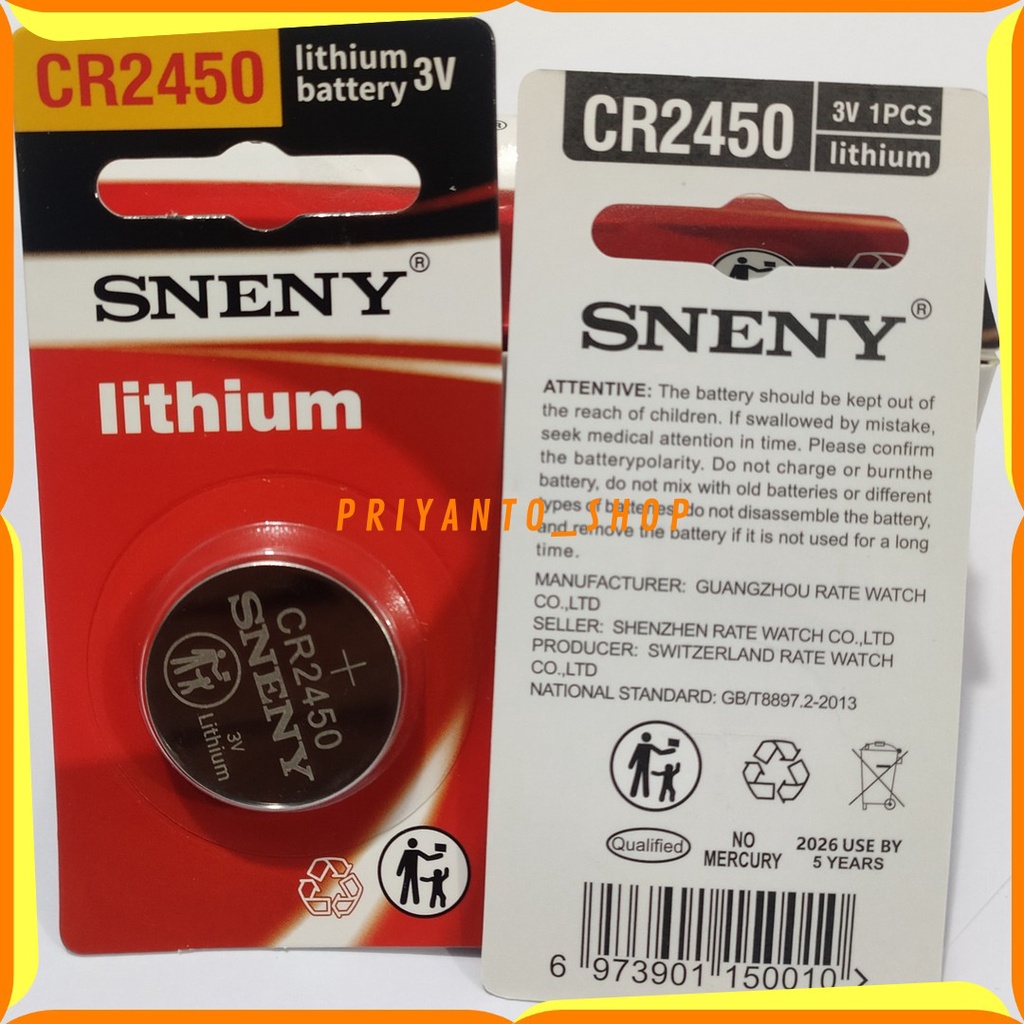 CR2450
lithium
battery 3V
SNENY®
lithium
+
CR2450
SNENY
3V
Lithium
CR2450
3V 1PCS
lithium
SNENY®
ATTENTIVE: The battery should be kept out of
the reach of children. If swallowed by mistake,
seek medical attention in time. Please confirm
the batterypolarity. Do not charge or burnthe
battery, do not mix with old batteries or different
types of batteries, do not disassemble the battery,
and remove the battery if it is not used for a long
time.
MANUFACTURER: GUANGZHOU RATE WATCH
CO.,LTD
SELLER: SHENZHEN RATE WATCH CO.,LTD
PRODUCER: SWITZERLAND RATE WATCH
CO.,LTD
NATIONAL STANDARD: GB/T8897.2-2013
Qualified
NO
MERCURY
2026 USE BY
5 YEARS
6 973901 150010 >
PRIYANTO_SHOP